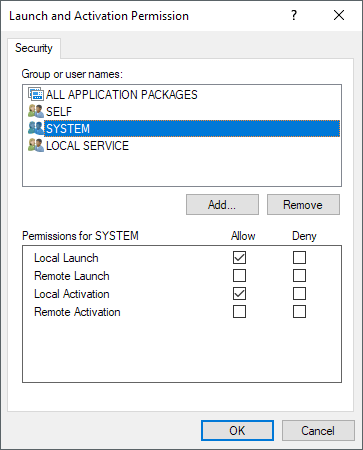 Launch and Activation Permission
Security
Group or user names:
ALL APPLICATION PACKAGES
SELF
SYSTEM
LOCAL SERVICE
Add... Remove
Permissions for SYSTEM Allow Deny
Local Launch
Remote Launch
Local Activation
Remote Activation
OK Cancel